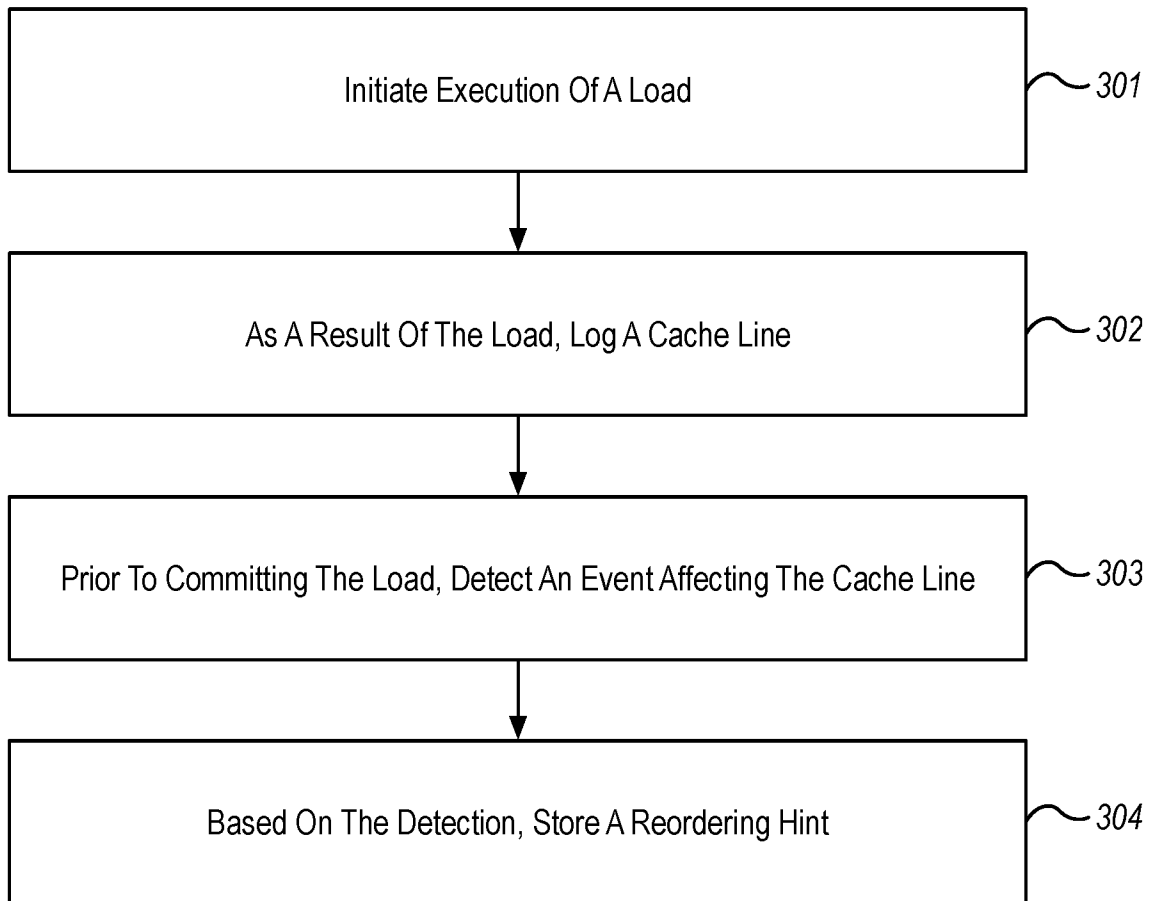 Initiate Execution Of A Load
301
As A Result Of The Load, Log A Cache Line
302
Prior To Committing The Load, Detect An Event Affecting The Cache Line
303
Based On The Detection, Store A Reordering Hint
304